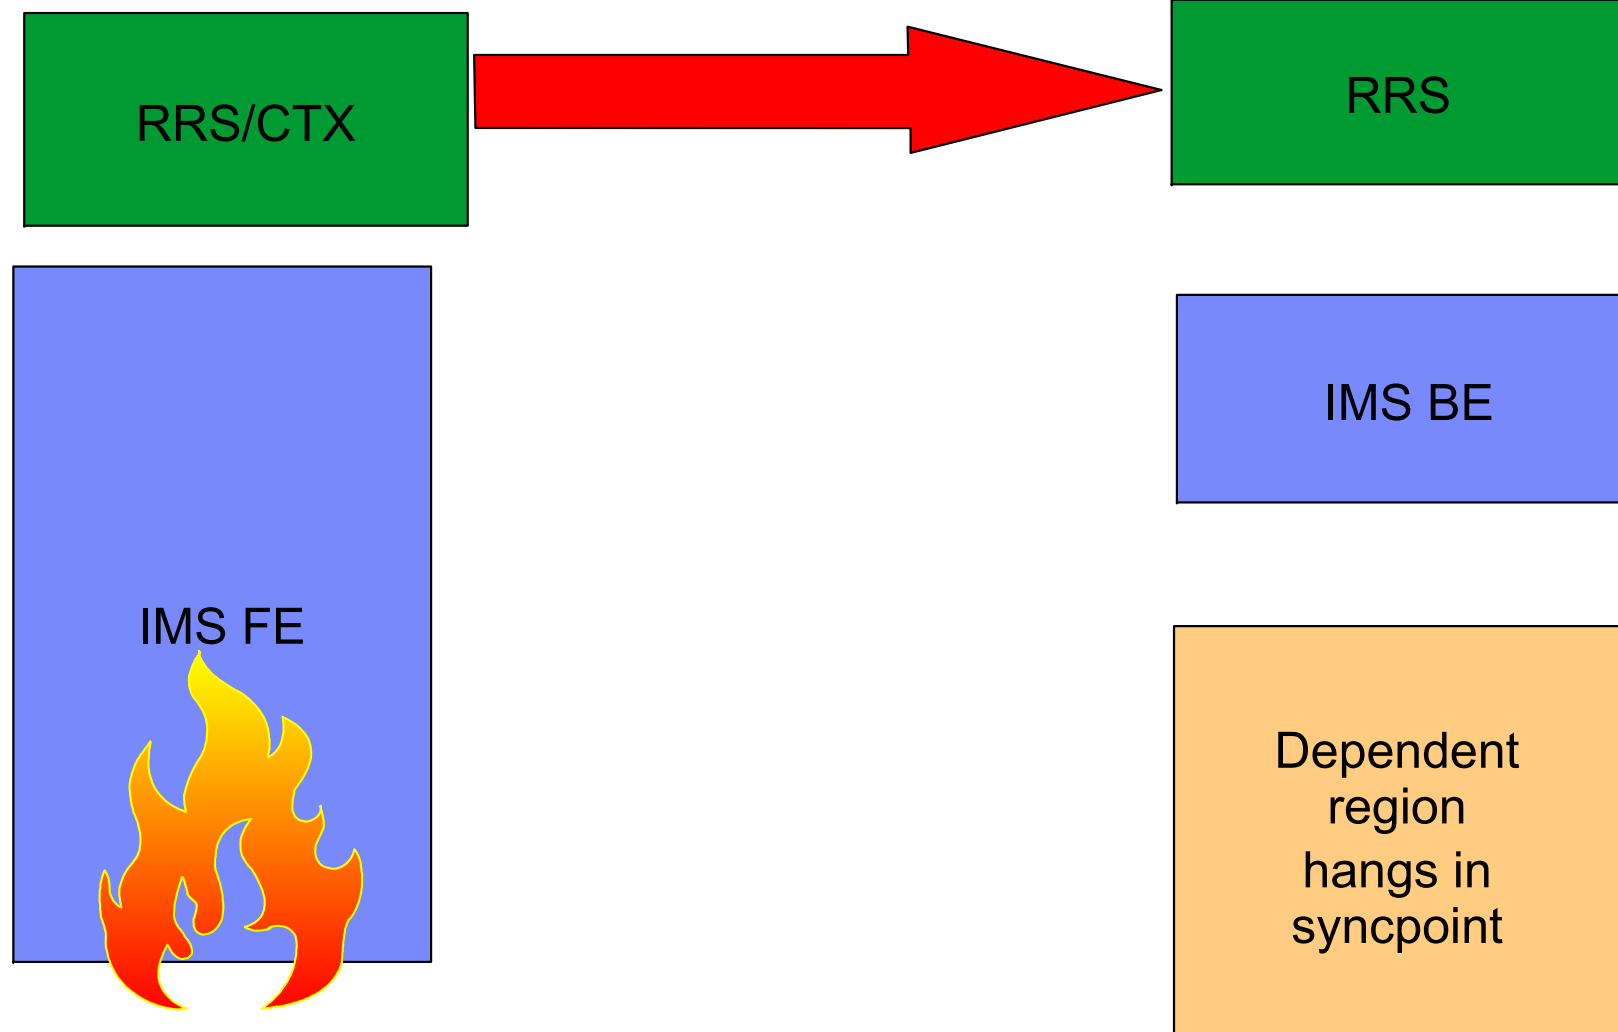 RRS/CTX
RRS
IMS FE
IMS BE
Dependent
region
hangs in
syncpoint